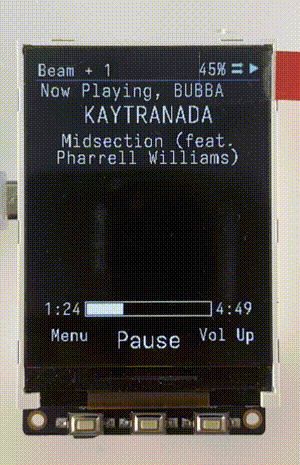 Beam + 1 45%
Now Playing, BUBBA
KAYTRANADA
Midsection (feat.
Pharrell Williams)
1:24 4:49
Menu Pause Vol Up